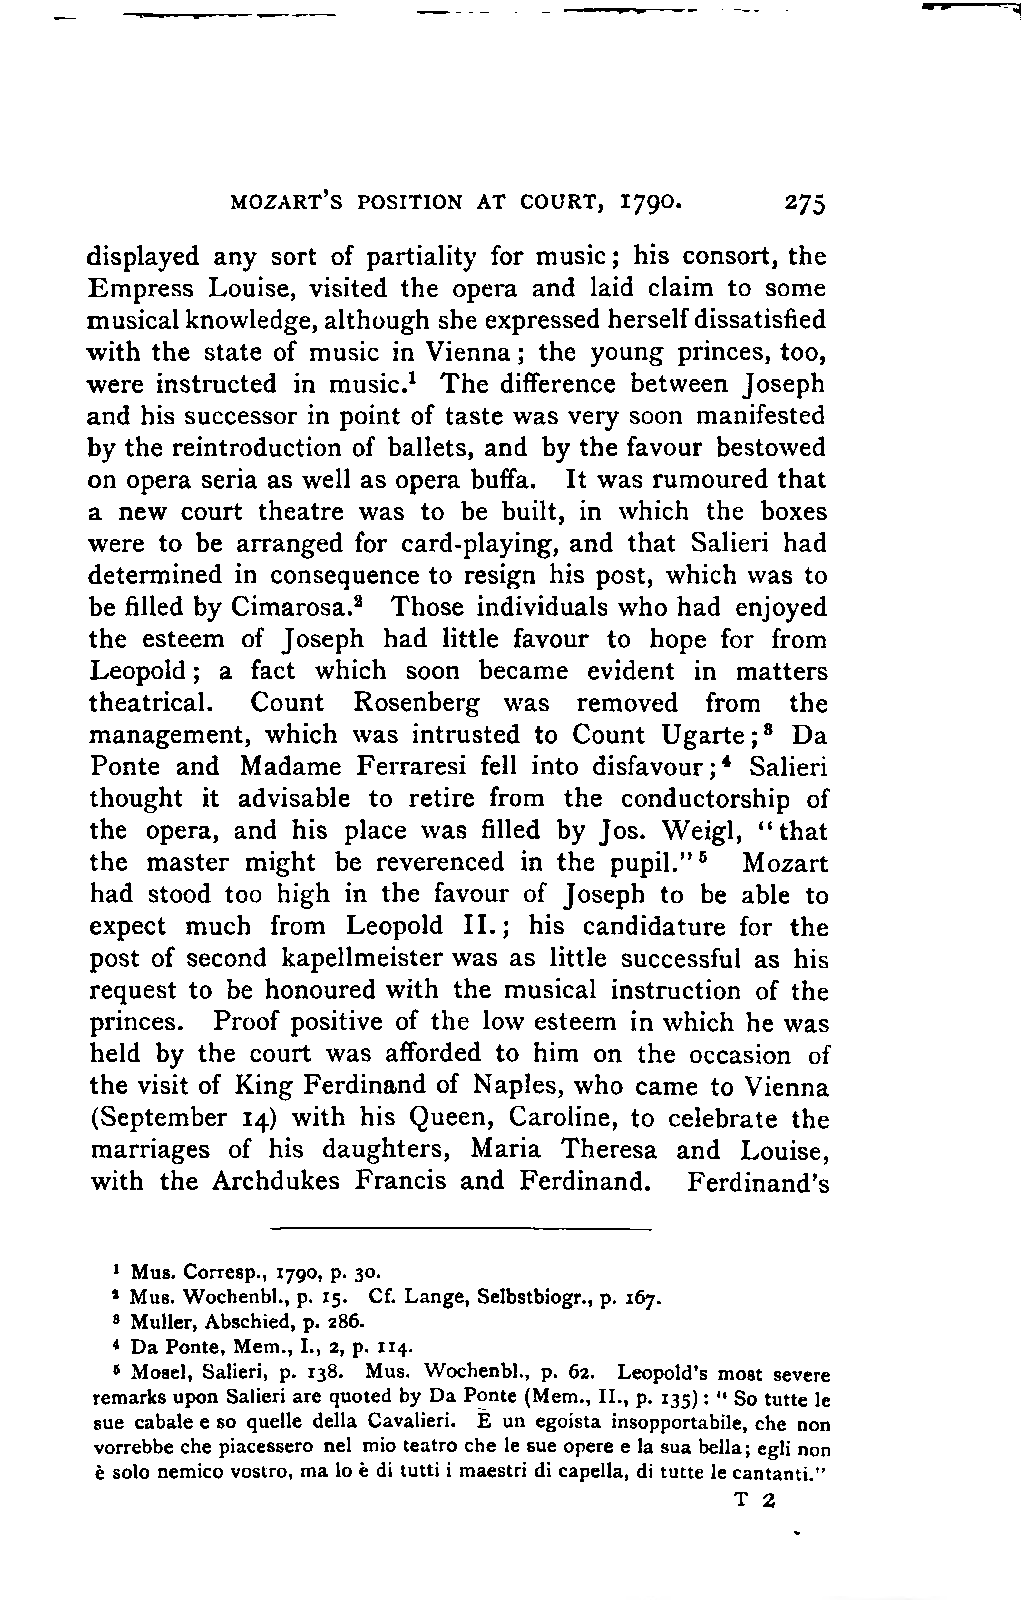 MOZART'S POSITION AT COURT, 1790. 275
displayed any sort of partiality for music; his consort, the
Empress Louise, visited the opera and laid claim to some
musical knowledge, although she expressed herself dissatisfied
with the state of music in Vienna; the young princes, too,
were instructed in music.¹ The difference between Joseph
and his successor in point of taste was very soon manifested
by the reintroduction of ballets, and by the favour bestowed
on opera seria as well as opera buffa. It was rumoured that
a new court theatre was to be built, in which the boxes
were to be arranged for card-playing, and that Salieri had
determined in consequence to resign his post, which was to
be filled by Cimarosa.² Those individuals who had enjoyed
the esteem of Joseph had little favour to hope for from
Leopold; a fact which soon became evident in matters
theatrical. Count Rosenberg was removed from the
management, which was intrusted to Count Ugarte;³ Da
Ponte and Madame Ferraresi fell into disfavour;⁴ Salieri
thought it advisable to retire from the conductorship of
the opera, and his place was filled by Jos. Weigl, "that
the master might be reverenced in the pupil."⁵ Mozart
had stood too high in the favour of Joseph to be able to
expect much from Leopold II.; his candidature for the
post of second kapellmeister was as little successful as his
request to be honoured with the musical instruction of the
princes. Proof positive of the low esteem in which he was
held by the court was afforded to him on the occasion of
the visit of King Ferdinand of Naples, who came to Vienna
(September 14) with his Queen, Caroline, to celebrate the
marriages of his daughters, Maria Theresa and Louise,
with the Archdukes Francis and Ferdinand. Ferdinand's
¹ Mus. Corresp., 1790, p. 30.
² Mus. Wochenbl., p. 15. Cf. Lange, Selbstbiogr., p. 167.
³ Muller, Abschied, p. 286.
⁴ Da Ponte, Mem., I., 2, p. 114.
⁵ Mosel, Salieri, p. 138. Mus. Wochenbl., p. 62. Leopold's most severe
remarks upon Salieri are quoted by Da Ponte (Mem., II., p. 135): "So tutte le
sue cabale e so quelle della Cavalieri. È un egoista insopportabile, che non
vorrebbe che piacessero nel mio teatro che le sue opere e la sua bella; egli non
è solo nemico vostro, ma lo è di tutti i maestri di capella, di tutte le cantanti."
T 2